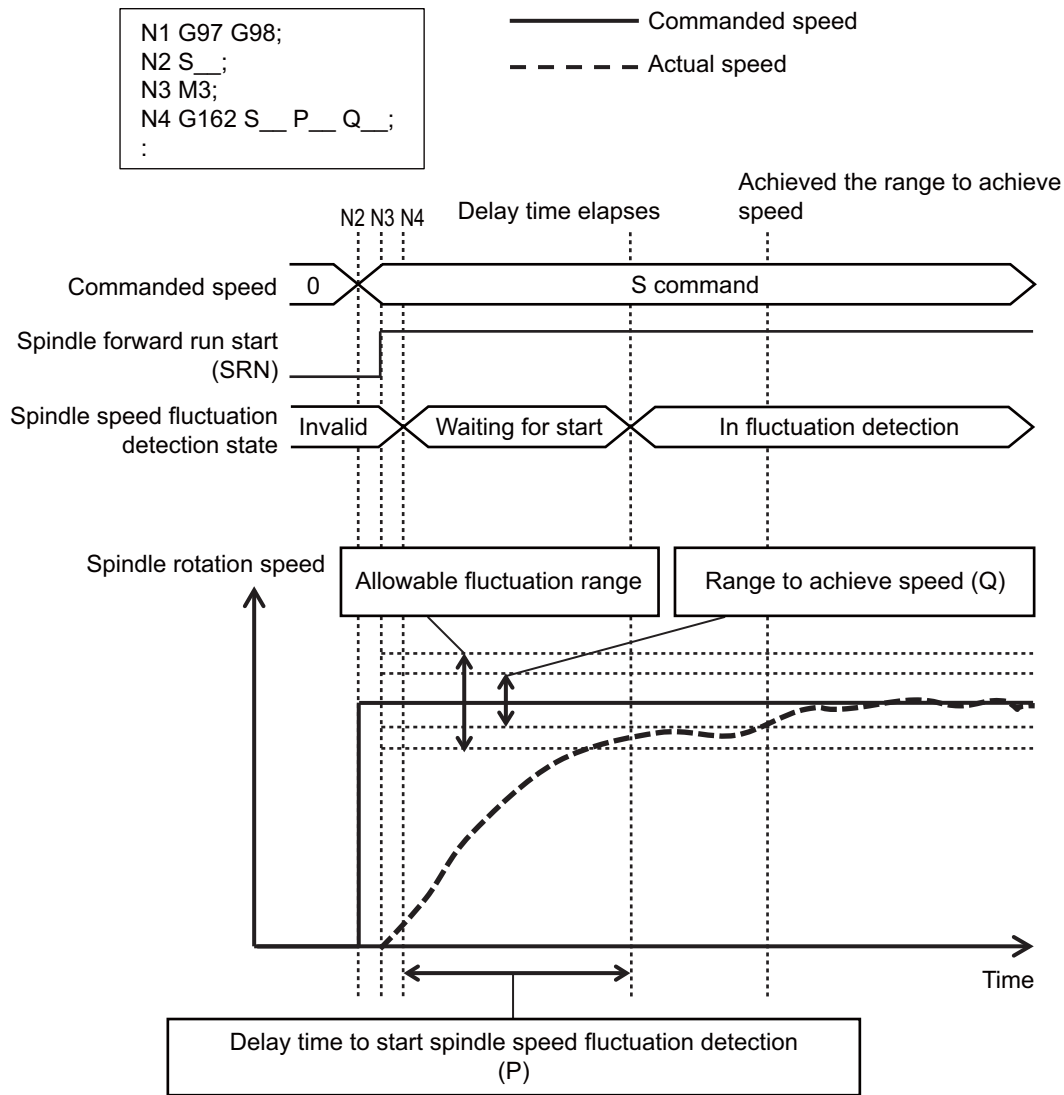 N1 G97 G98;
N2 S__;
N3 M3;
N4 G162 S__ P__ Q__;
:
Commanded speed
Actual speed
N2 N3 N4
Delay time elapses
Achieved the range to achieve
speed
Commanded speed
0
S command
Spindle forward run start
(SRN)
Spindle speed fluctuation
detection state
Invalid
Waiting for start
In fluctuation detection
Spindle rotation speed
Allowable fluctuation range
Range to achieve speed (Q)
Time
Delay time to start spindle speed fluctuation detection
(P)